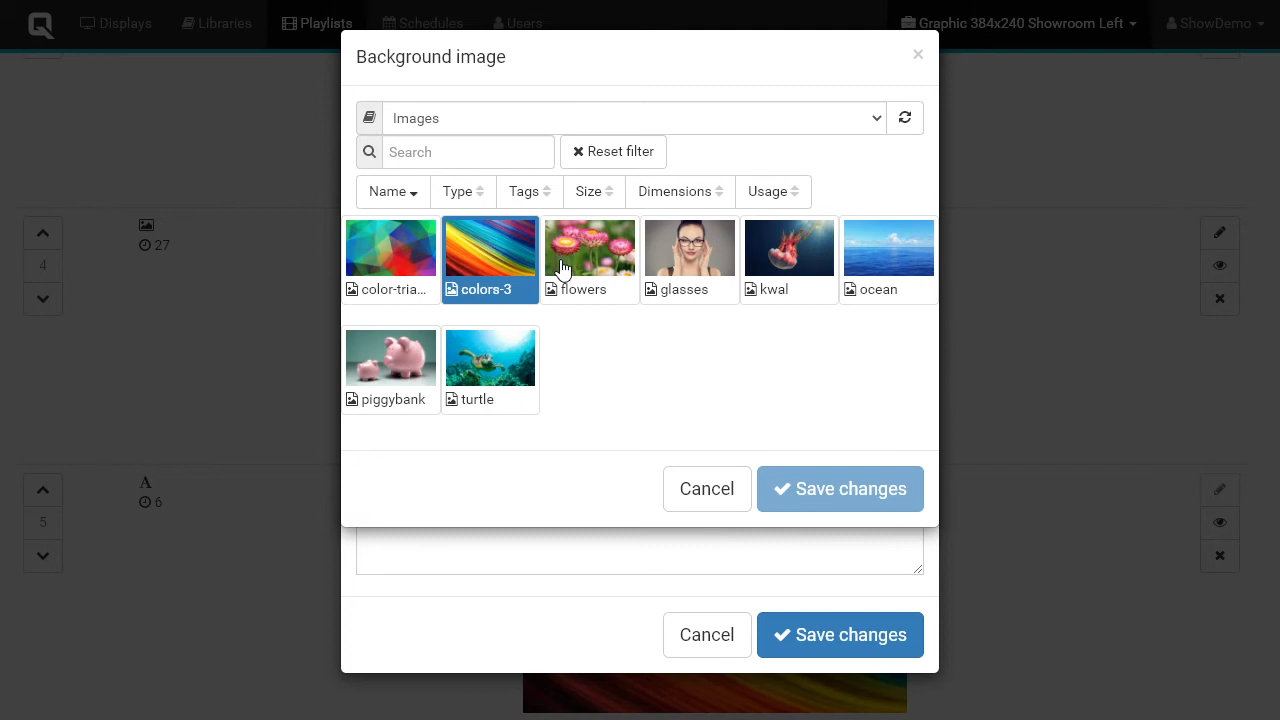 Displays
Libraries
Playlists
Schedules
Users
Graphic 384x240 Showroom Left
ShowDemo
Background image
×
Images
Search
Reset filter
Name
Type
Tags
Size
Dimensions
Usage
color-tria...
colors-3
flowers
glasses
kwal
ocean
piggybank
turtle
Cancel
Save changes
Cancel
Save changes
4
27
5
A
6